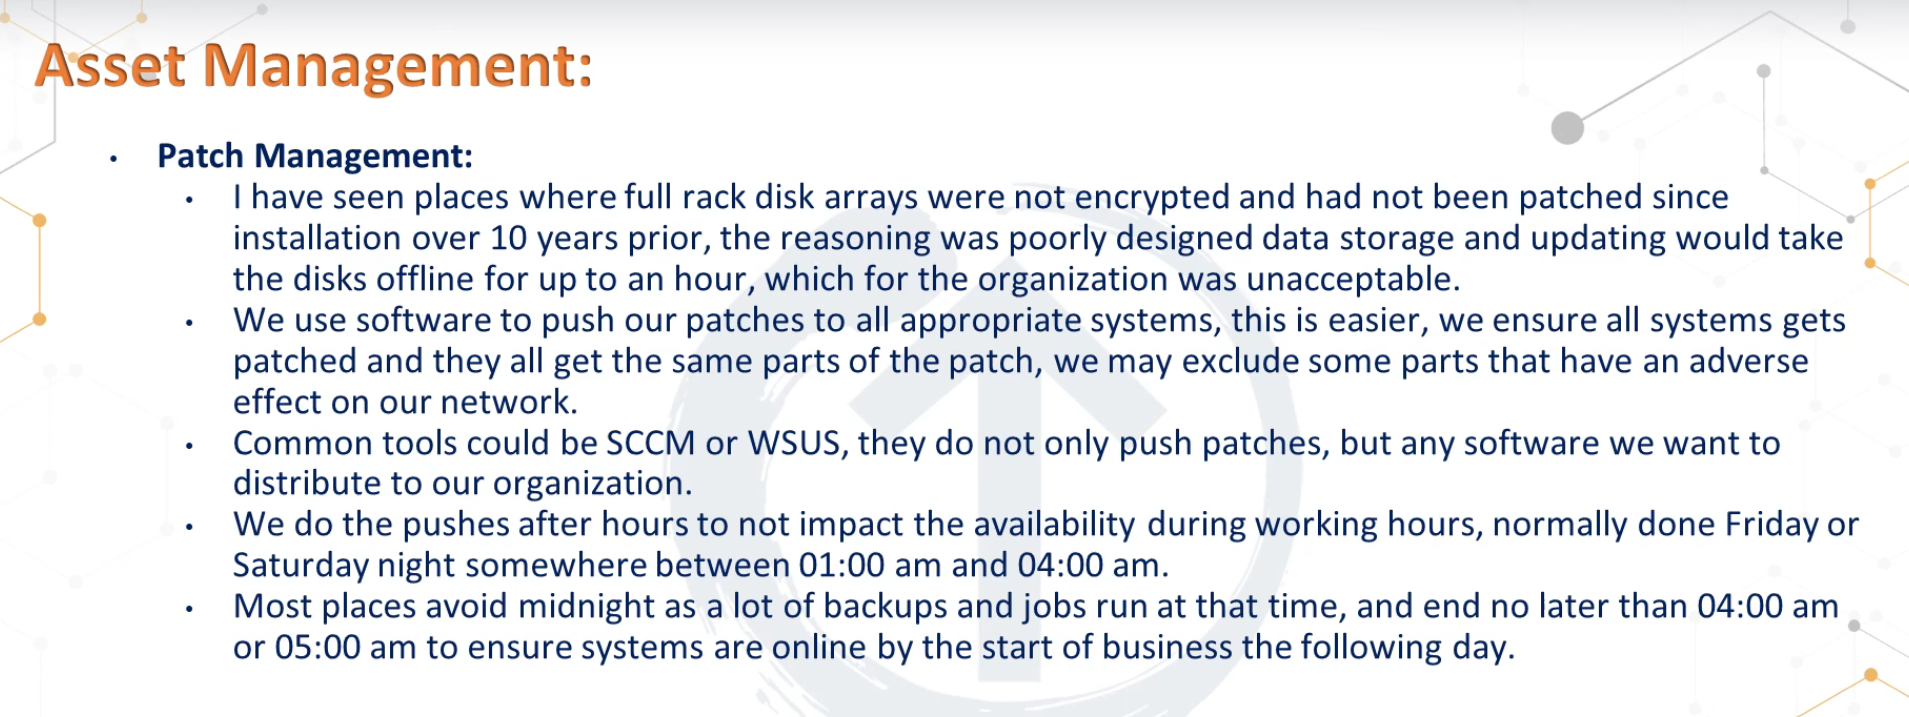 Asset Management:
• Patch Management:
• I have seen places where full rack disk arrays were not encrypted and had not been patched since
installation over 10 years prior, the reasoning was poorly designed data storage and updating would take
the disks offline for up to an hour, which for the organization was unacceptable.
• We use software to push our patches to all appropriate systems, this is easier, we ensure all systems gets
patched and they all get the same parts of the patch, we may exclude some parts that have an adverse
effect on our network.
• Common tools could be SCCM or WSUS, they do not only push patches, but any software we want to
distribute to our organization.
• We do the pushes after hours to not impact the availability during working hours, normally done Friday or
Saturday night somewhere between 01:00 am and 04:00 am.
• Most places avoid midnight as a lot of backups and jobs run at that time, and end no later than 04:00 am
or 05:00 am to ensure systems are online by the start of business the following day.